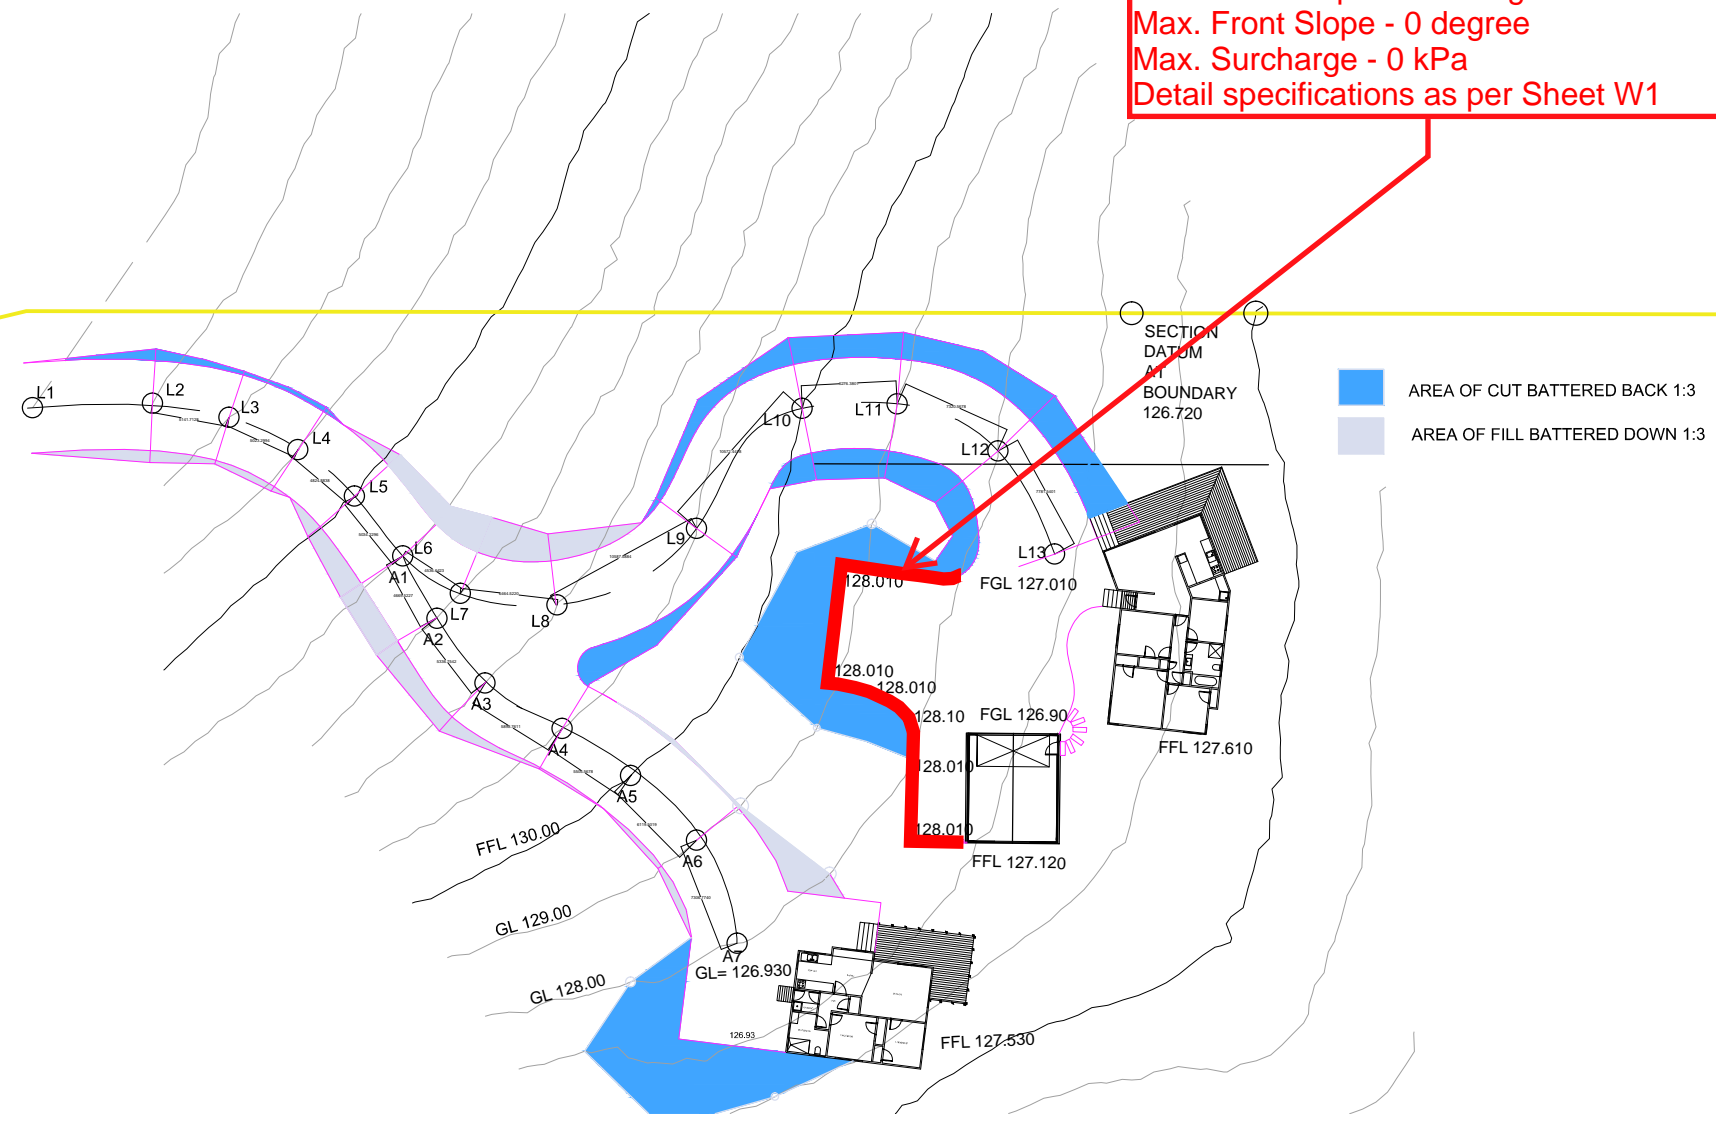 Max. Front Slope - 0 degree
Max. Surcharge - 0 kPa
Detail specifications as per Sheet W1
SECTION
DATUM
AT
BOUNDARY
126.720
AREA OF CUT BATTERED BACK 1:3
AREA OF FILL BATTERED DOWN 1:3
L1
L2
L3
L4
L5
L6
A1
L7
A2
L8
L9
L10
L11
L12
L13
A3
A4
A5
A6
A7
128.010
FGL 127.010
128.010
128.010
128.10
FGL 126.90
128.010
128.010
FFL 127.610
FFL 127.120
FFL 130.00
GL 129.00
GL 128.00
GL= 126.930
126.93
FFL 127.530